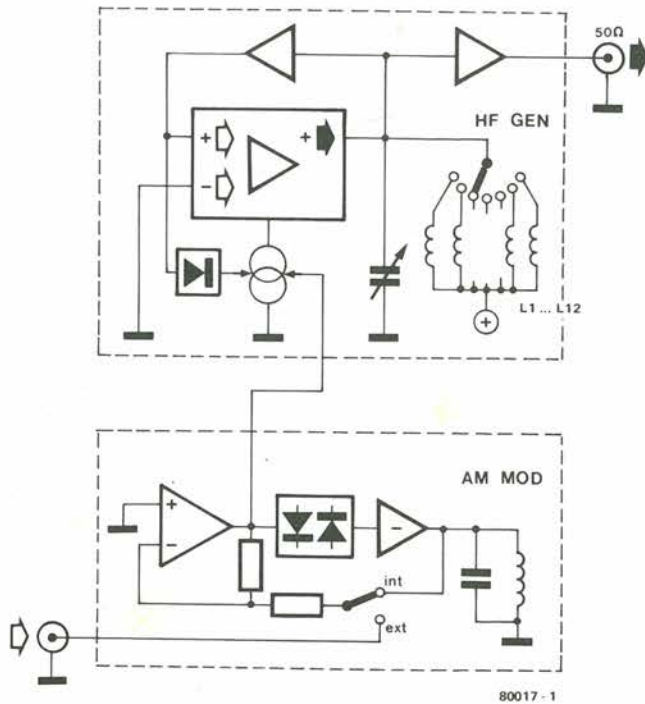 50Ω
HF GEN
+
+
−
L1 ... L12
+
AM MOD
+
−
−
int
ext
80017 - 1